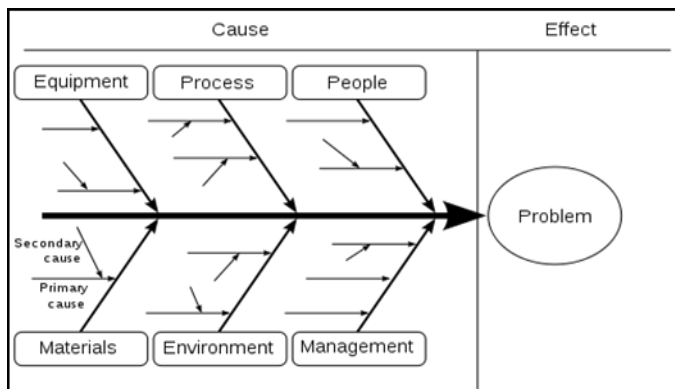 Cause
Effect
Equipment
Process
People
Problem
Secondary
cause
Primary
cause
Materials
Environment
Management